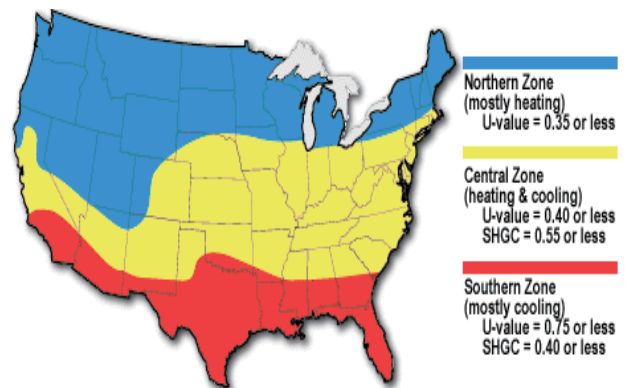 Northern Zone
(mostly heating)
U-value = 0.35 or less
Central Zone
(heating & cooling)
U-value = 0.40 or less
SHGC = 0.55 or less
Southern Zone
(mostly cooling)
U-value = 0.75 or less
SHGC = 0.40 or less